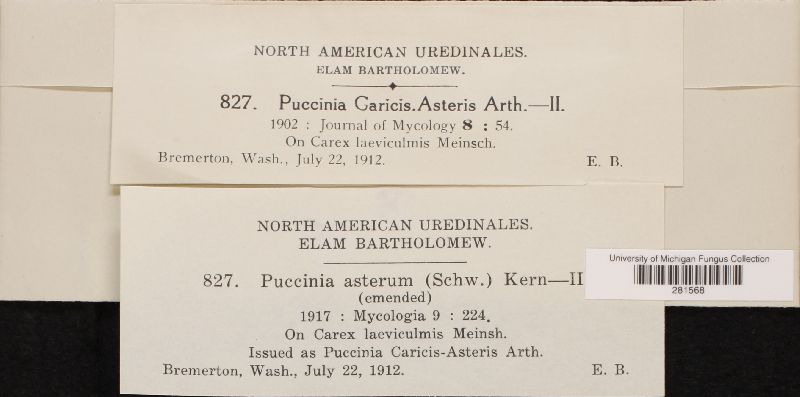 NORTH AMERICAN UREDINALES.
ELAM BARTHOLOMEW.
827. Puccinia Caricis.Asteris Arth.—II.
1902 : Journal of Mycology 8 : 54.
On Carex laeviculmis Meinsch.
Bremerton, Wash., July 22, 1912. E. B.
NORTH AMERICAN UREDINALES.
ELAM BARTHOLOMEW.
827. Puccinia asterum (Schw.) Kern—II
(emended)
1917 : Mycologia 9 : 224.
On Carex laeviculmis Meinsh.
Issued as Puccinia Caricis-Asteris Arth.
Bremerton, Wash., July 22, 1912. E. B.
University of Michigan Fungus Collection
281568